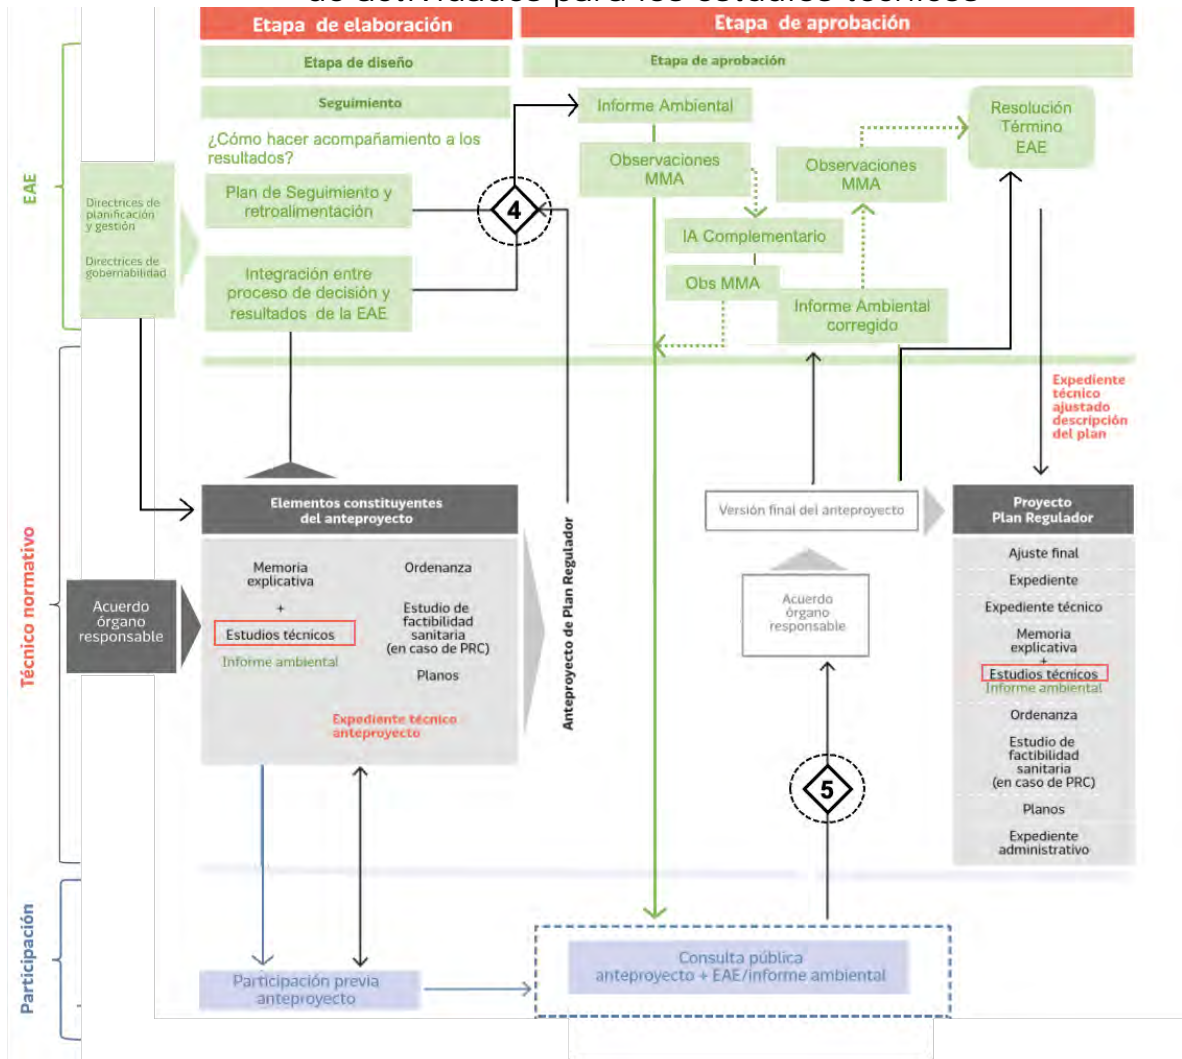 de actividades para los estudios técnicos
Etapa de elaboración
Etapa de aprobación
Etapa de diseño
Etapa de aprobación
Seguimiento
EAE
Directrices de
planificación
y gestión
Directrices de
gobernabilidad
¿Cómo hacer acompañamiento a los
resultados?
Plan de Seguimiento y
retroalimentación
Integración entre
proceso de decisión y
resultados de la EAE
4
Informe Ambiental
Observaciones
MMA
IA Complementario
Obs MMA
Observaciones
MMA
Informe Ambiental
corregido
Resolución
Término
EAE
Expediente
técnico
ajustado
descripción
del plan
Técnico normativo
Acuerdo
órgano
responsable
Elementos constituyentes
del anteproyecto
Memoria
explicativa
+
Estudios técnicos
Informe ambiental
Ordenanza
Estudio de
factibilidad
sanitaria
(en caso de PRC)
Planos
Expediente técnico
anteproyecto
Anteproyecto de Plan Regulador
Versión final del anteproyecto
Acuerdo
órgano
responsable
5
Proyecto
Plan Regulador
Ajuste final
Expediente
Expediente técnico
Memoria
explicativa
+
Estudios técnicos
Informe ambiental
Ordenanza
Estudio de
factibilidad
sanitaria
(en caso de PRC)
Planos
Expediente
administrativo
Participación
Participación previa
anteproyecto
Consulta pública
anteproyecto + EAE/informe ambiental